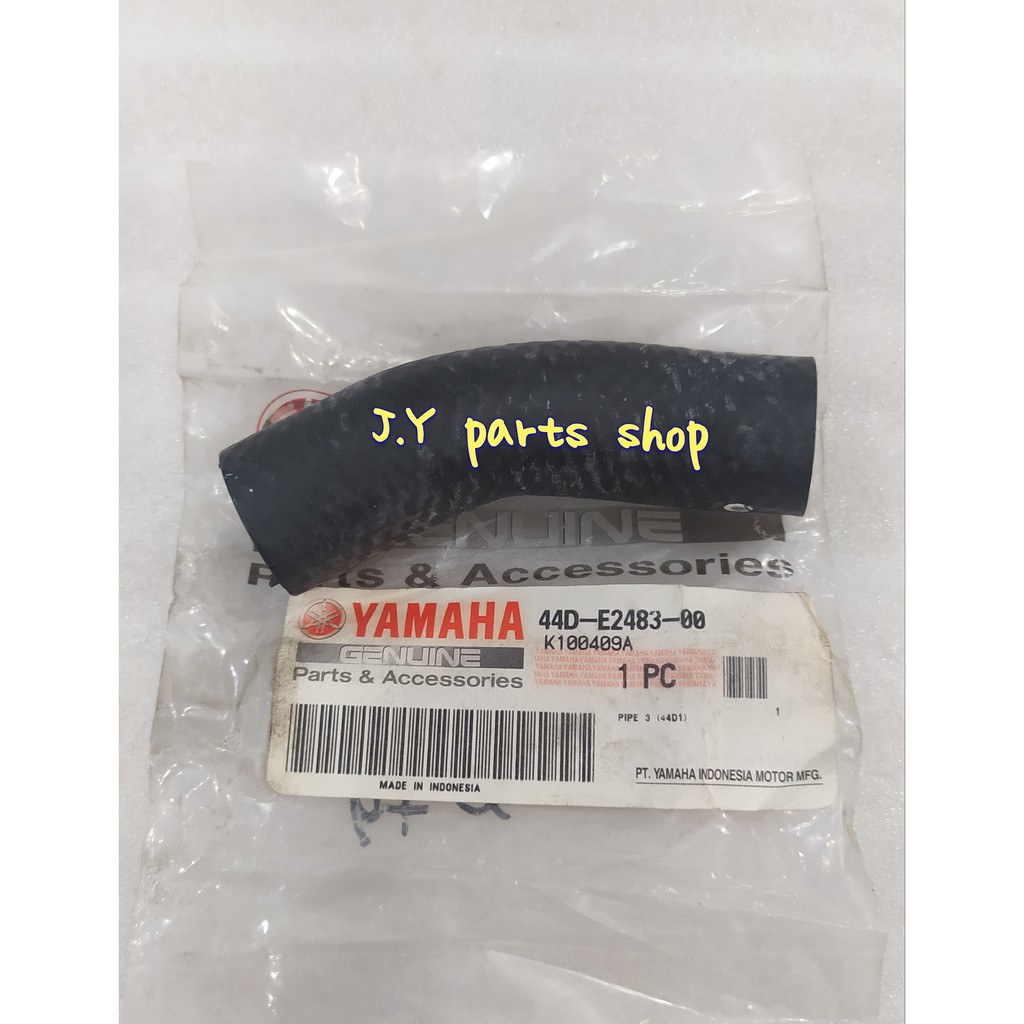 J.Y parts shop
GENUINE
Parts & Accessories
YAMAHA
44D-E2483-00
K100409A
GENUINE
Parts & Accessories
1 PC
PIPE 3 (44D1)
1
MADE IN INDONESIA
PT. YAMAHA INDONESIA MOTOR MFG.